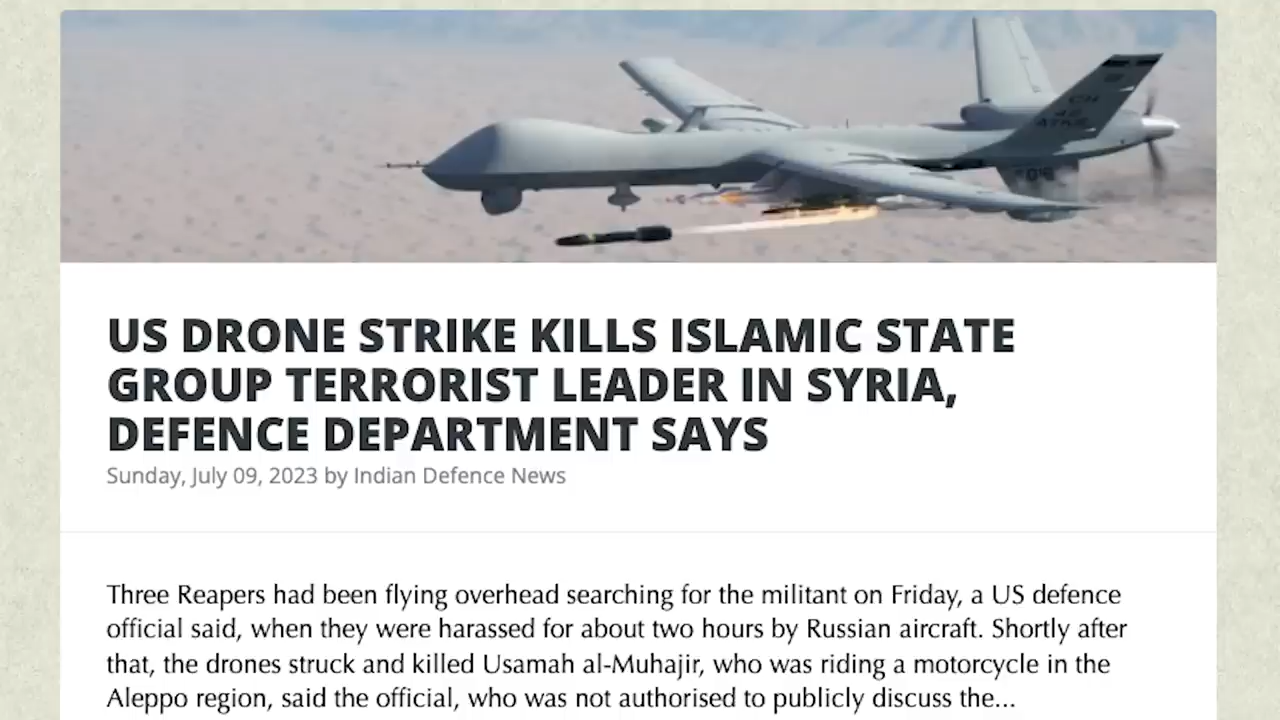 US DRONE STRIKE KILLS ISLAMIC STATE
GROUP TERRORIST LEADER IN SYRIA,
DEFENCE DEPARTMENT SAYS
Sunday, July 09, 2023 by Indian Defence News
Three Reapers had been flying overhead searching for the militant on Friday, a US defence
official said, when they were harassed for about two hours by Russian aircraft. Shortly after
that, the drones struck and killed Usamah al-Muhajir, who was riding a motorcycle in the
Aleppo region, said the official, who was not authorised to publicly discuss the...